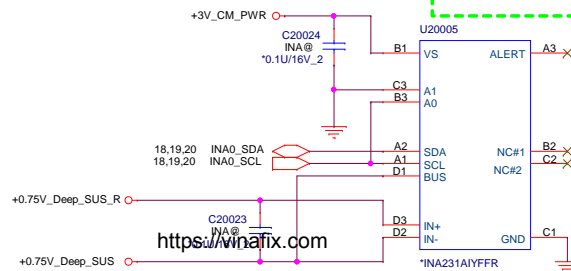 +3V_CM_PWR
C20024
INA@
*0.1U/16V_2
U20005
B1 VS ALERT A3
C3 A1
B3 A0
18,19,20 INA0_SDA A2 SDA NC#1 B2
18,19,20 INA0_SCL A1 SCL NC#2 C2
D1 BUS
+0.75V_Deep_SUS_R
C20023
INA@
D3 IN+
D2 IN- GND C1
https://vinafix.com
+0.75V_Deep_SUS
*INA231AIYFFR